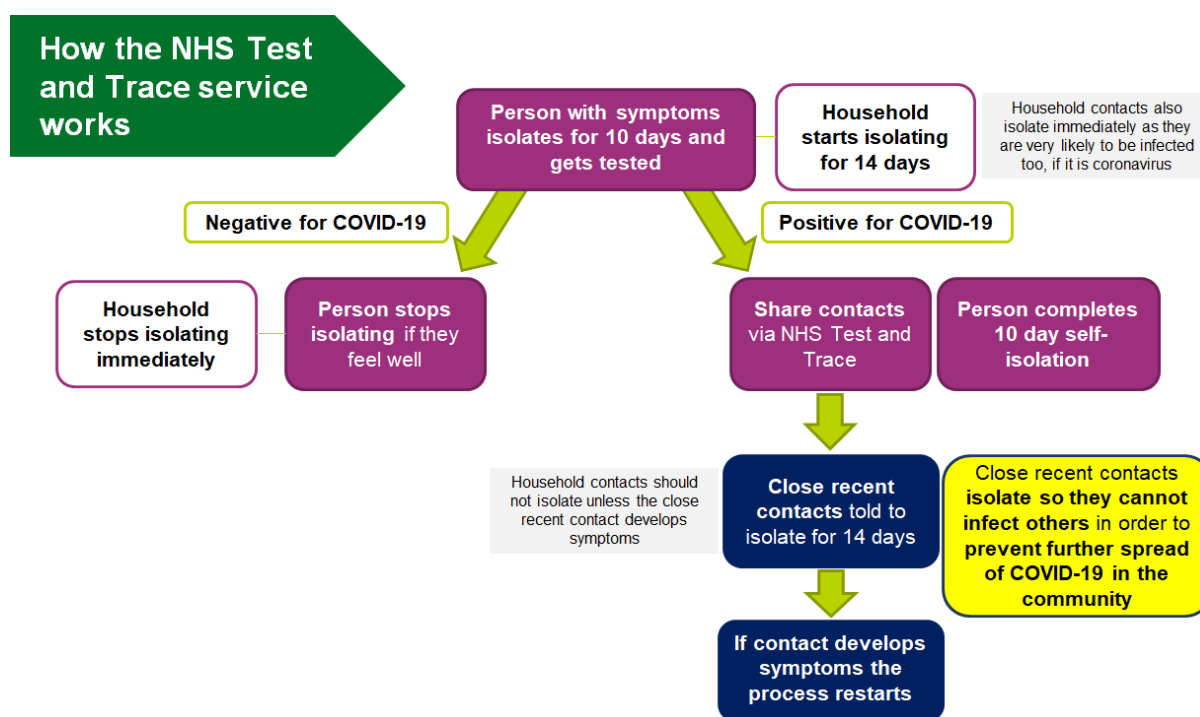 How the NHS Test
and Trace service
works
Person with symptoms
isolates for 10 days and
gets tested
Household
starts isolating
for 14 days
Household contacts also
isolate immediately as they
are very likely to be infected
too, if it is coronavirus
Negative for COVID-19
Positive for COVID-19
Household
stops isolating
immediately
Person stops
isolating if they
feel well
Share contacts
via NHS Test and
Trace
Person completes
10 day self-
isolation
Household contacts should
not isolate unless the close
recent contact develops
symptoms
Close recent
contacts told to
isolate for 14 days
Close recent contacts
isolate so they cannot
infect others in order to
prevent further spread
of COVID-19 in the
community
If contact develops
symptoms the
process restarts